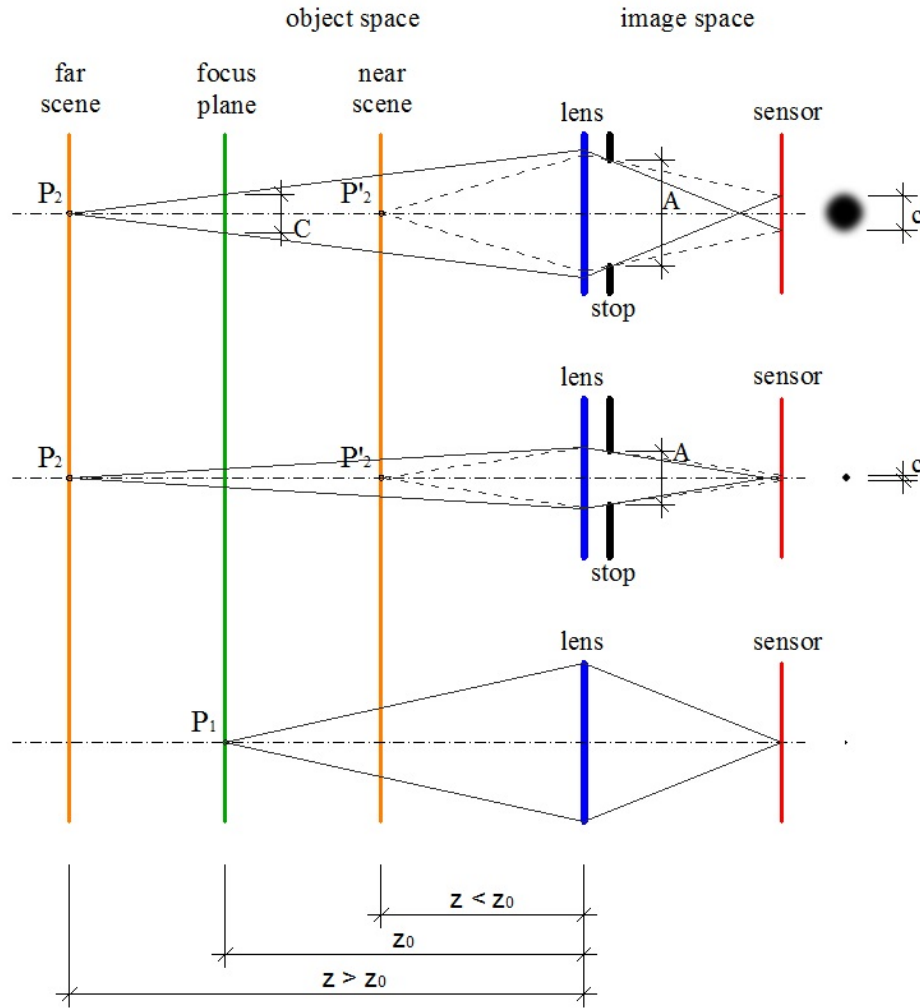 object space
image space
far
scene
focus
plane
near
scene
lens
sensor
P₂
P'₂
C
A
c
stop
lens
sensor
P₂
P'₂
A
c
stop
lens
sensor
P₁
z < z₀
z₀
z > z₀